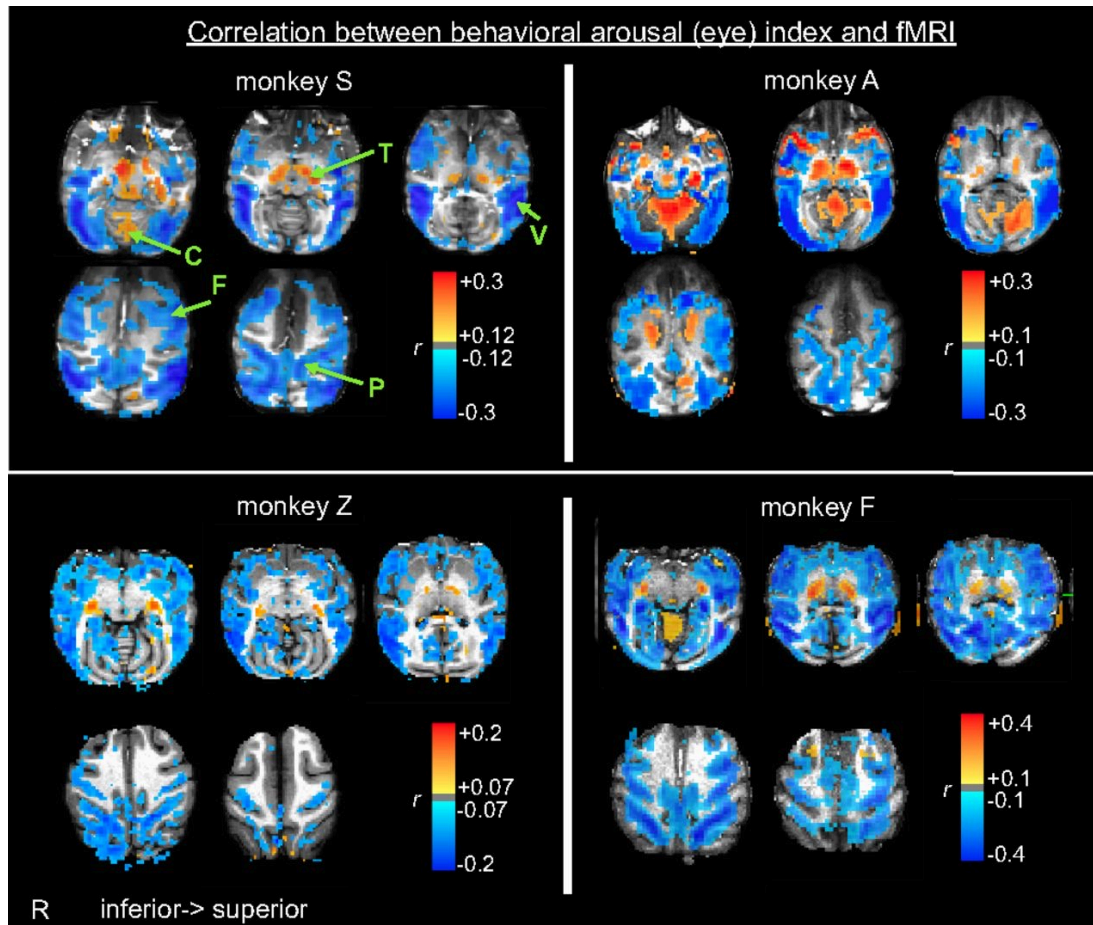 Correlation between behavioral arousal (eye) index and fMRI
monkey S
T
V
C
F
P
+0.3
+0.12
r
-0.12
-0.3
monkey A
+0.3
+0.1
r
-0.1
-0.3
monkey Z
+0.2
+0.07
r
-0.07
-0.2
monkey F
+0.4
+0.1
r
-0.1
-0.4
R inferior-> superior